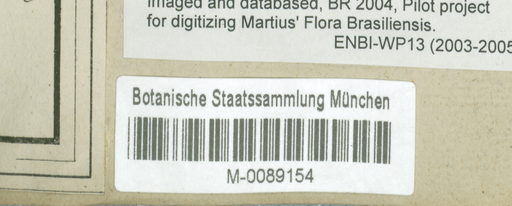 imaged and databased, BR 2004, Pilot project
for digitizing Martius' Flora Brasiliensis.
ENBI-WP13 (2003-2005
Botanische Staatssammlung München
M-0089154